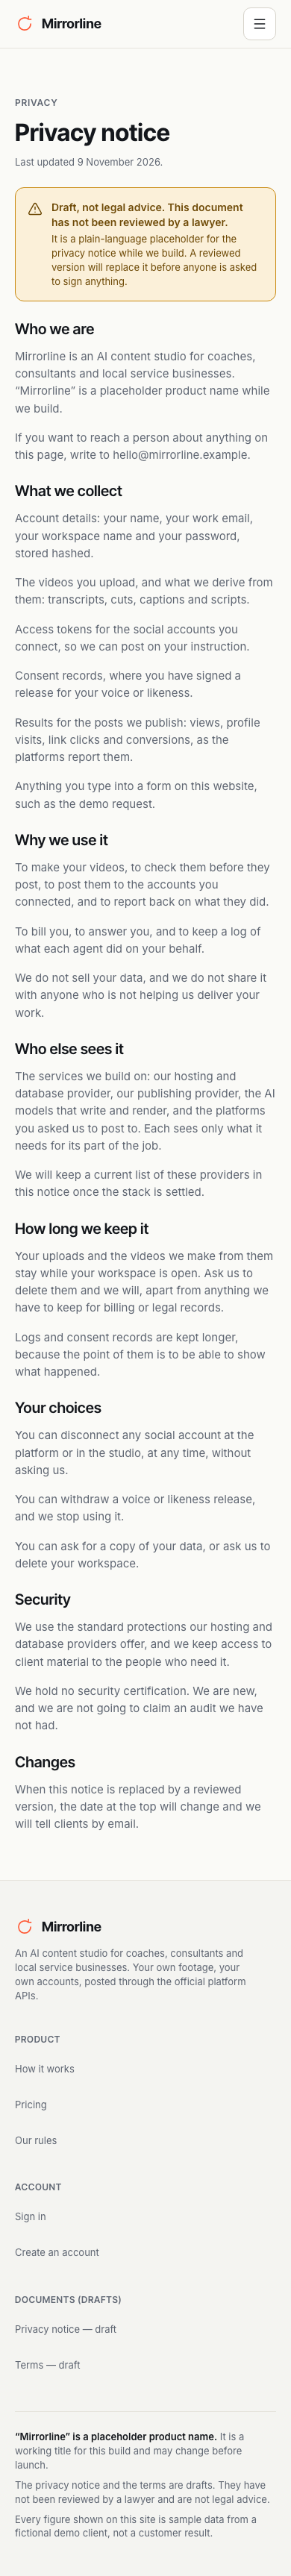 Mirrorline
PRIVACY
Privacy notice
Last updated 9 November 2026.
Draft, not legal advice. This document
has not been reviewed by a lawyer.
It is a plain-language placeholder for the
privacy notice while we build. A reviewed
version will replace it before anyone is asked
to sign anything.
Who we are
Mirrorline is an AI content studio for coaches,
consultants and local service businesses.
“Mirrorline” is a placeholder product name while
we build.
If you want to reach a person about anything on
this page, write to hello@mirrorline.example.
What we collect
Account details: your name, your work email,
your workspace name and your password,
stored hashed.
The videos you upload, and what we derive from
them: transcripts, cuts, captions and scripts.
Access tokens for the social accounts you
connect, so we can post on your instruction.
Consent records, where you have signed a
release for your voice or likeness.
Results for the posts we publish: views, profile
visits, link clicks and conversions, as the
platforms report them.
Anything you type into a form on this website,
such as the demo request.
Why we use it
To make your videos, to check them before they
post, to post them to the accounts you
connected, and to report back on what they did.
To bill you, to answer you, and to keep a log of
what each agent did on your behalf.
We do not sell your data, and we do not share it
with anyone who is not helping us deliver your
work.
Who else sees it
The services we build on: our hosting and
database provider, our publishing provider, the AI
models that write and render, and the platforms
you asked us to post to. Each sees only what it
needs for its part of the job.
We will keep a current list of these providers in
this notice once the stack is settled.
How long we keep it
Your uploads and the videos we make from them
stay while your workspace is open. Ask us to
delete them and we will, apart from anything we
have to keep for billing or legal records.
Logs and consent records are kept longer,
because the point of them is to be able to show
what happened.
Your choices
You can disconnect any social account at the
platform or in the studio, at any time, without
asking us.
You can withdraw a voice or likeness release,
and we stop using it.
You can ask for a copy of your data, or ask us to
delete your workspace.
Security
We use the standard protections our hosting and
database providers offer, and we keep access to
client material to the people who need it.
We hold no security certification. We are new,
and we are not going to claim an audit we have
not had.
Changes
When this notice is replaced by a reviewed
version, the date at the top will change and we
will tell clients by email.
Mirrorline
An AI content studio for coaches, consultants and
local service businesses. Your own footage, your
own accounts, posted through the official platform
APIs.
PRODUCT
How it works
Pricing
Our rules
ACCOUNT
Sign in
Create an account
DOCUMENTS (DRAFTS)
Privacy notice — draft
Terms — draft
“Mirrorline” is a placeholder product name. It is a
working title for this build and may change before
launch.
The privacy notice and the terms are drafts. They have
not been reviewed by a lawyer and are not legal advice.
Every figure shown on this site is sample data from a
fictional demo client, not a customer result.